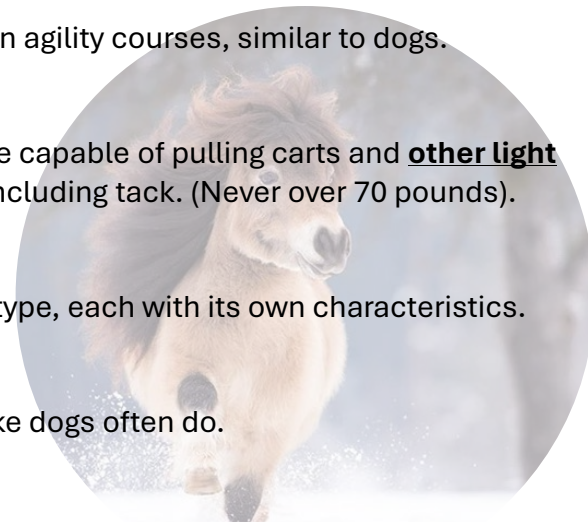 n agility courses, similar to dogs.
e capable of pulling carts and other light
ncluding tack. (Never over 70 pounds).
type, each with its own characteristics.
ke dogs often do.